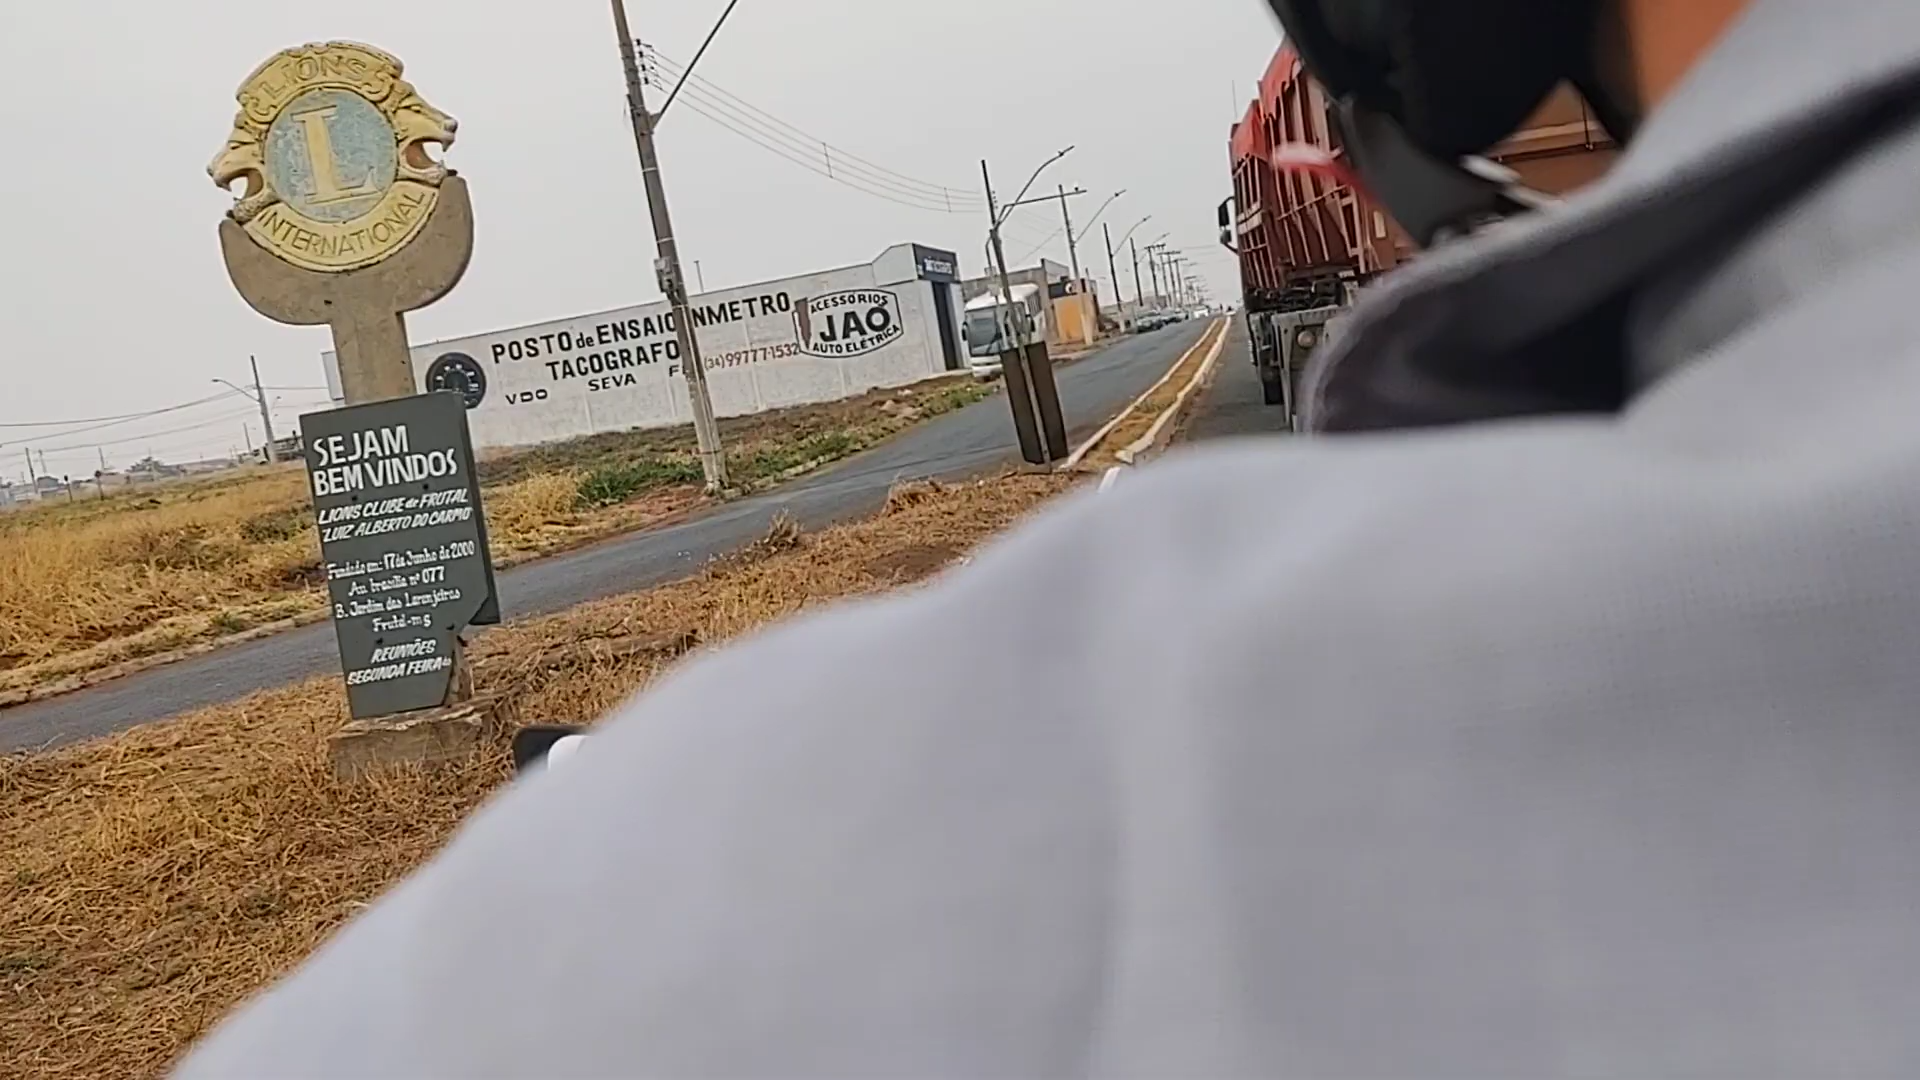 LIONS
L
INTERNATIONAL
SEJAM
BEM VINDOS
LIONS CLUBE de FRUTAL
"LUIZ ALBERTO DO CARMO"
Fundado em: 17 de Junho de 2000
Av. brasilia nº 077
B. Jardim das Laranjeiras
Frutal-mg
REUNIÕES
SEGUNDA FEIRA
POSTO de ENSAIO INMETRO
TACOGRAFO
(34)99777-1532
VDO SEVA
ACESSÓRIOS
JAÓ
AUTO ELÉTRICA